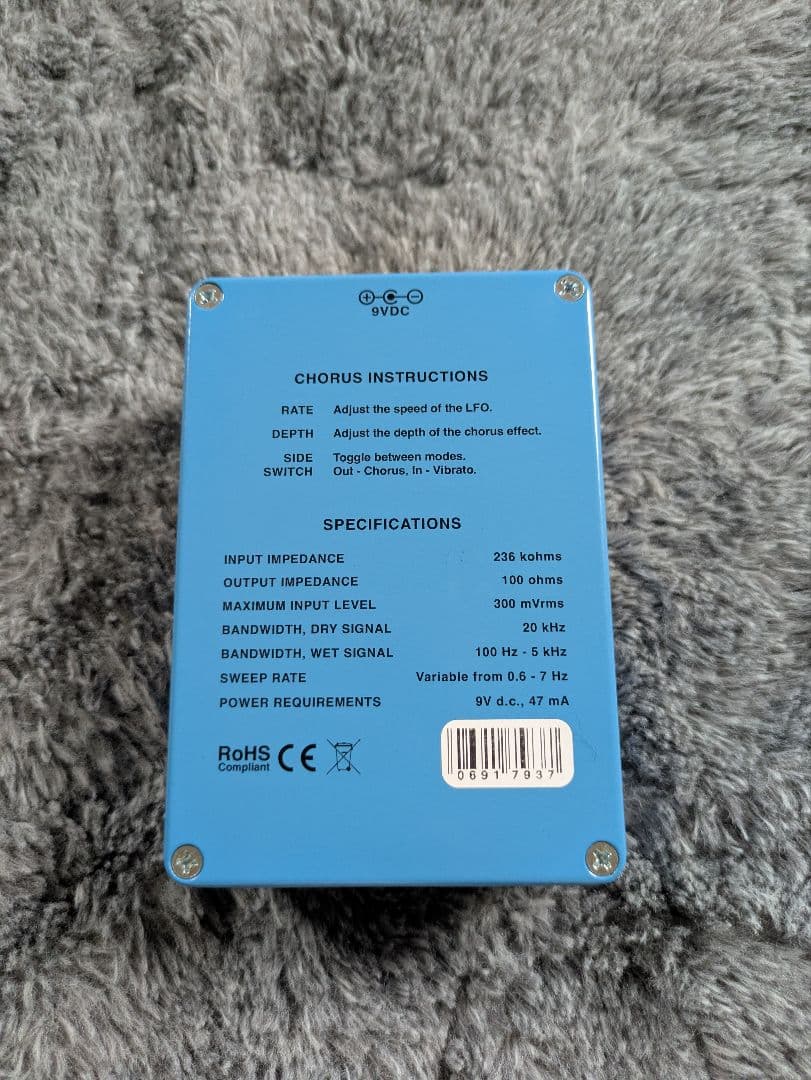 9VDC
CHORUS INSTRUCTIONS
RATE Adjust the speed of the LFO.
DEPTH Adjust the depth of the chorus effect.
SIDE Toggle between modes.
SWITCH Out - Chorus, In - Vibrato.
SPECIFICATIONS
INPUT IMPEDANCE 236 kohms
OUTPUT IMPEDANCE 100 ohms
MAXIMUM INPUT LEVEL 300 mVrms
BANDWIDTH, DRY SIGNAL 20 kHz
BANDWIDTH, WET SIGNAL 100 Hz - 5 kHz
SWEEP RATE Variable from 0.6 - 7 Hz
POWER REQUIREMENTS 9V d.c., 47 mA
RoHS CE
Compliant
06917937